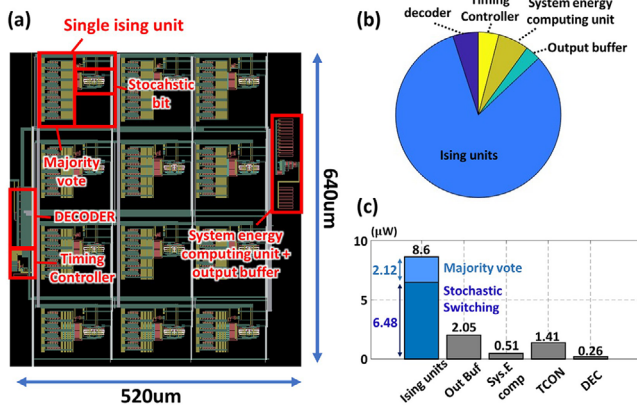 (a)
Single ising unit
Stocahstic
bit
Majority
vote
DECODER
Timing
Controller
System energy
computing unit +
output buffer
640um
520um
(b)
decoder
Timing
Controller
System energy
computing unit
Output buffer
Ising units
(c)
(μW)
10
5
0
8.6
2.12
6.48
Majority vote
Stochastic
Switching
2.05
0.51
1.41
0.26
Ising units
Out Buf
Sys.E
comp
TCON
DEC